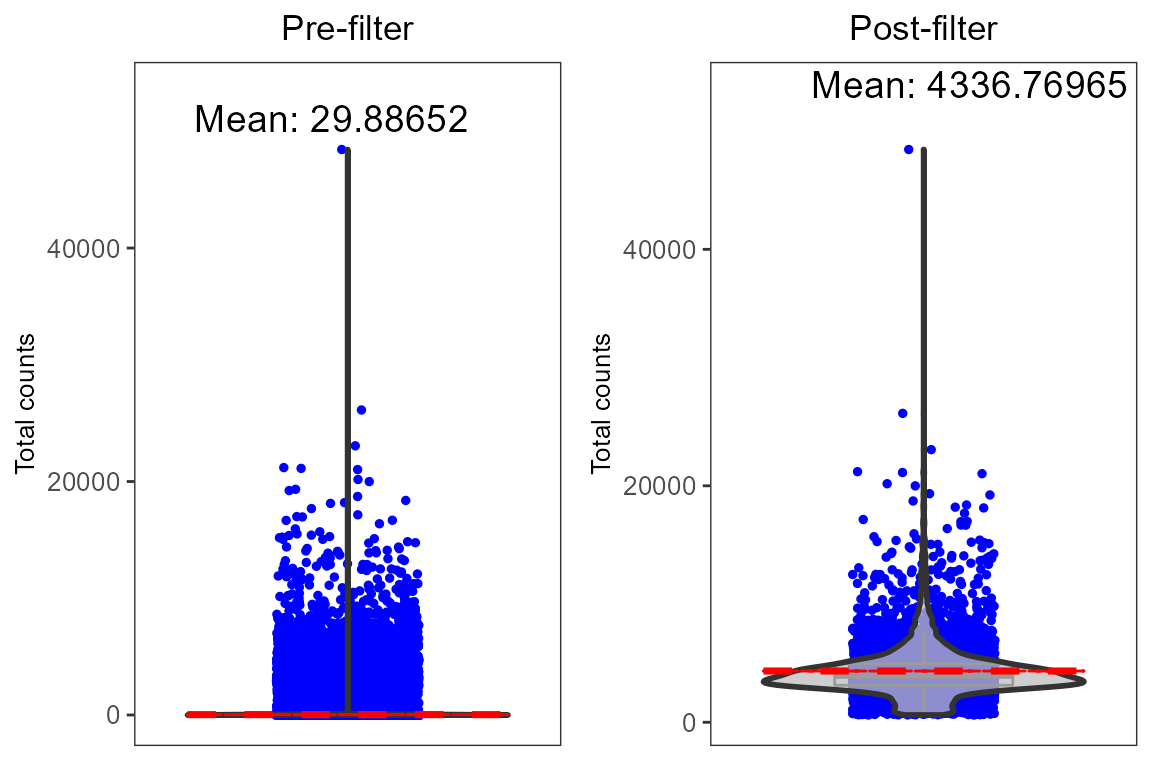 Pre-filter
Mean: 29.88652
40000
20000
0
Total counts
Post-filter
Mean: 4336.76965
40000
20000
0
Total counts